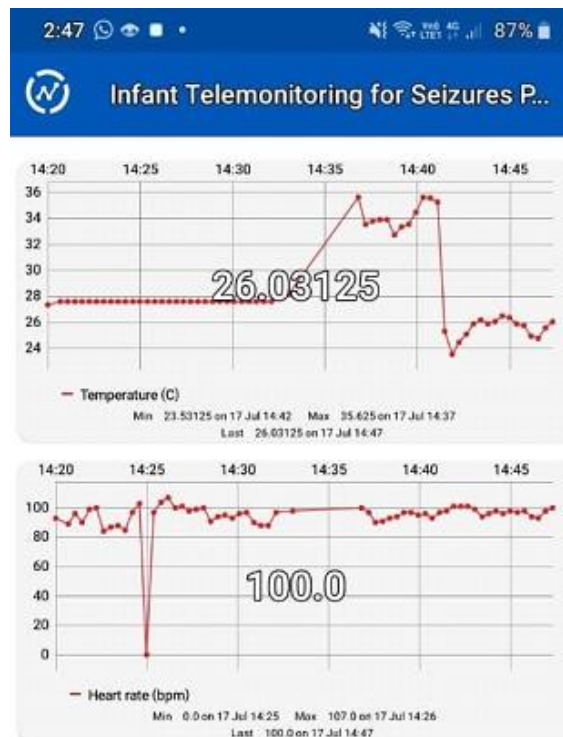 2:47 87%
Infant Telemonitoring for Seizures P...
14:20 14:25 14:30 14:35 14:40 14:45
36
34
32
30
28
26
24
26.03125
Temperature (C)
Min 23.53125 on 17 Jul 14:42 Max 35.625 on 17 Jul 14:37
Last 26.03125 on 17 Jul 14:47
14:20 14:25 14:30 14:35 14:40 14:45
100
80
60
40
20
0
100.0
Heart rate (bpm)
Min 0.0 on 17 Jul 14:25 Max 107.0 on 17 Jul 14:26
Last 100.0 on 17 Jul 14:47